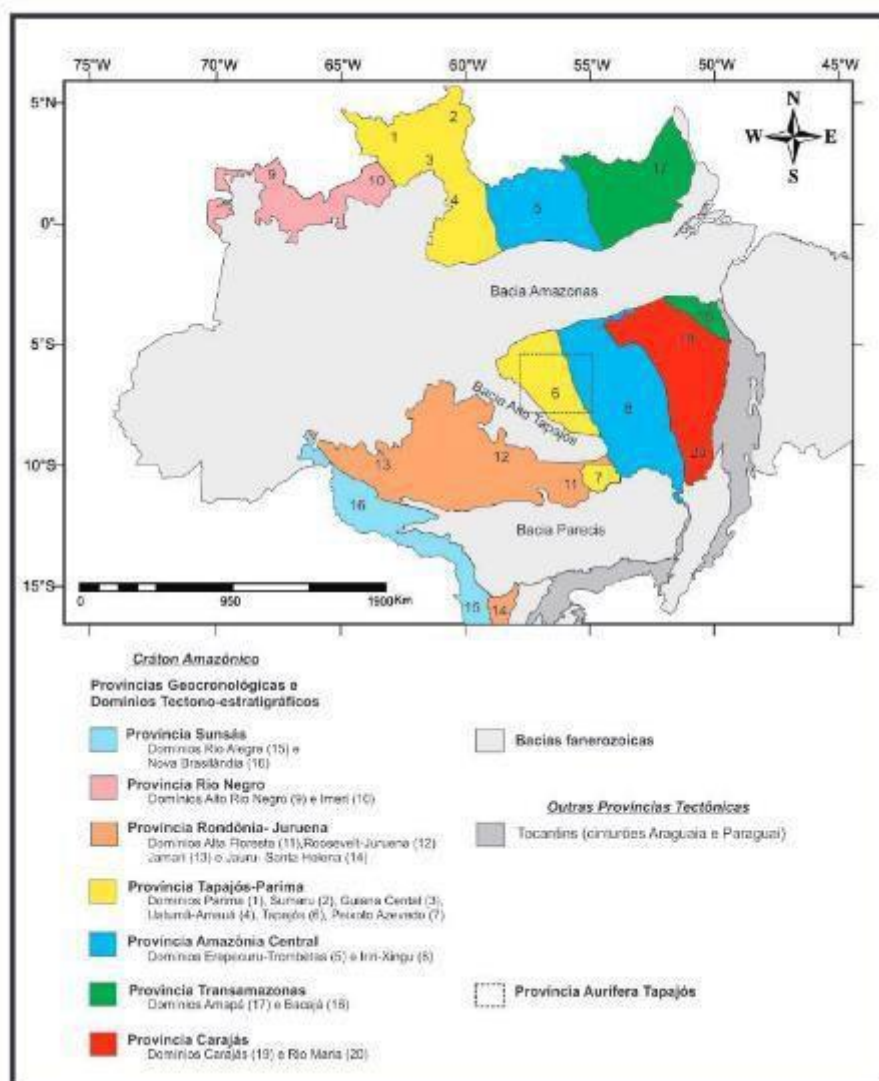 75°W 70°W 65°W 60°W 55°W 50°W 45°W
5°N
0°
5°S
10°S
15°S
N
W E
S
1
2
3
4
5
17
9
10
Bacia Amazonas
6
8
20
Bacia Alto Tapajós
13
12
11
7
16
Bacia Parecis
15
14
0 950 1900Km
Cráton Amazônico
Províncias Geocronológicas e
Domínios Tectono-estratigráficos
Província Sunsás
Domínios Rio Alegre (15) e
Nova Brasilândia (16)
Província Rio Negro
Domínios Alto Rio Negro (9) e Imeri (10)
Província Rondônia- Juruena
Domínios Alta Floresta (11),Roosevelt-Juruena (12)
Jamari (13) e Jauru- Santa Helena (14)
Província Tapajós-Parima
Domínios Parima (1), Sumaru (2), Guiana Cental (3),
Uatumã-Anauá (4), Tapajós (6), Peixoto Azevedo (7)
Província Amazônia Central
Domínios Erepecuru-Trombetas (5) e Iriri-Xingu (8)
Província Transamazonas
Domínios Amapá (17) e Bacajá (18)
Província Carajás
Domínios Carajás (19) e Rio Maria (20)
Bacias fanerozoicas
Outras Províncias Tectônicas
Tocantins (cinturões Araguaia e Paraguai)
Província Aurífera Tapajós